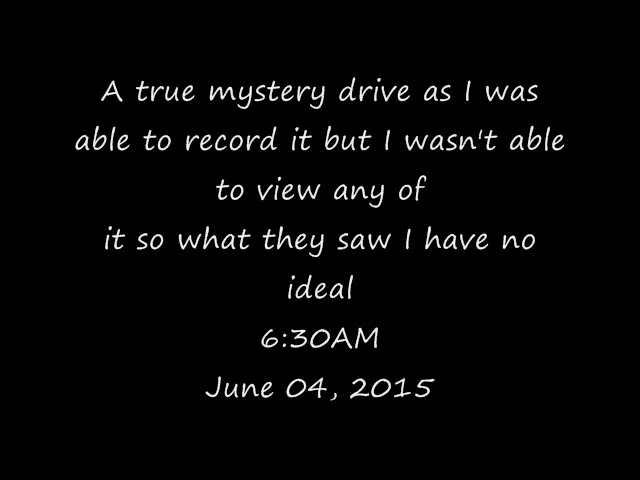 A true mystery drive as I was
able to record it but I wasn't able
to view any of
it so what they saw I have no
ideal
6:30AM
June 04, 2015